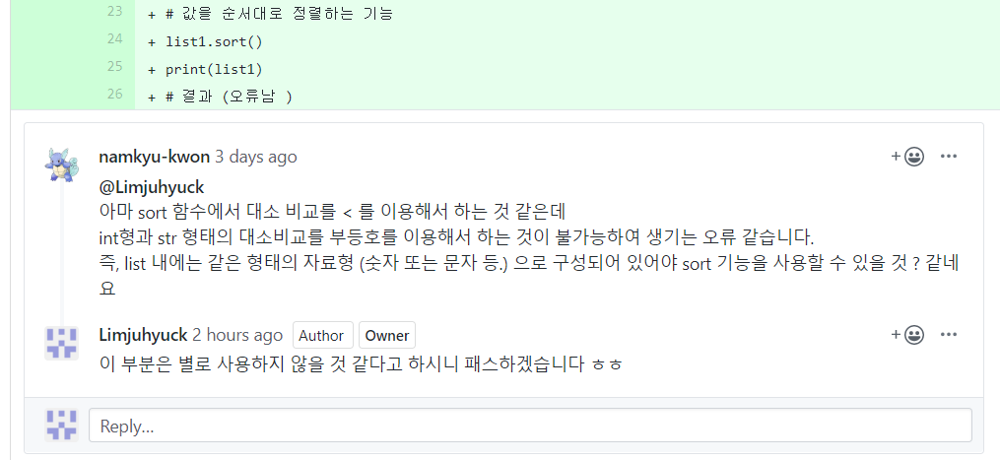 23 + # 값을 순서대로 정렬하는 기능
24 + list1.sort()
25 + print(list1)
26 + # 결과 (오류남 )
namkyu-kwon 3 days ago
@Limjuhyuck
아마 sort 함수에서 대소 비교를 < 를 이용해서 하는 것 같은데
int형과 str 형태의 대소비교를 부등호를 이용해서 하는 것이 불가능하여 생기는 오류 같습니다.
즉, list 내에는 같은 형태의 자료형 (숫자 또는 문자 등.) 으로 구성되어 있어야 sort 기능을 사용할 수 있을 것 ? 같네
요
Limjuhyuck 2 hours ago Author Owner
이 부분은 별로 사용하지 않을 것 같다고 하시니 패스하겠습니다 ㅎㅎ
Reply...